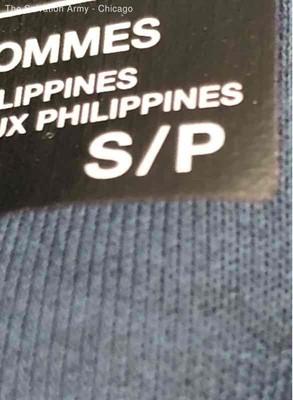 The Salvation Army - Chicago
OMMES
LIPPINES
UX PHILIPPINES
S/P